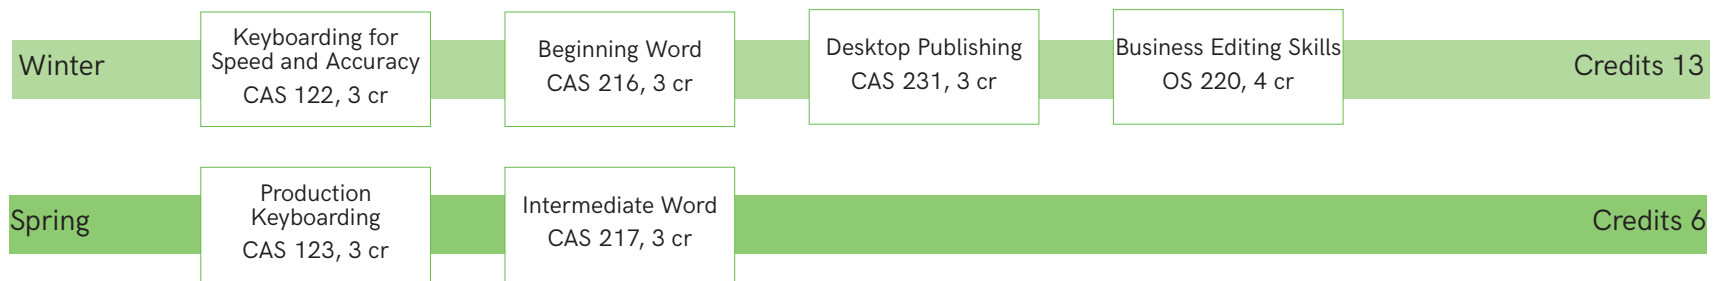 Winter
Keyboarding for
Speed and Accuracy
CAS 122, 3 cr
Beginning Word
CAS 216, 3 cr
Desktop Publishing
CAS 231, 3 cr
Business Editing Skills
OS 220, 4 cr
Credits 13
Spring
Production
Keyboarding
CAS 123, 3 cr
Intermediate Word
CAS 217, 3 cr
Credits 6